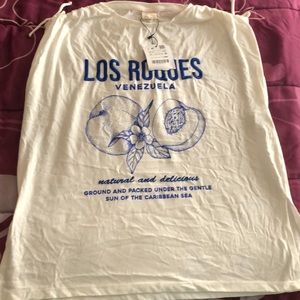 LOS ROQUES
VENEZUELA
natural and delicious
GROUND AND PACKED UNDER THE GENTLE
SUN OF THE CARIBBEAN SEA